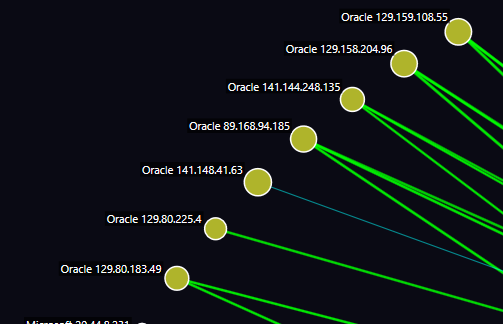 Oracle 129.159.108.55
Oracle 129.158.204.96
Oracle 141.144.248.135
Oracle 89.168.94.185
Oracle 141.148.41.63
Oracle 129.80.225.4
Oracle 129.80.183.49
Microsoft